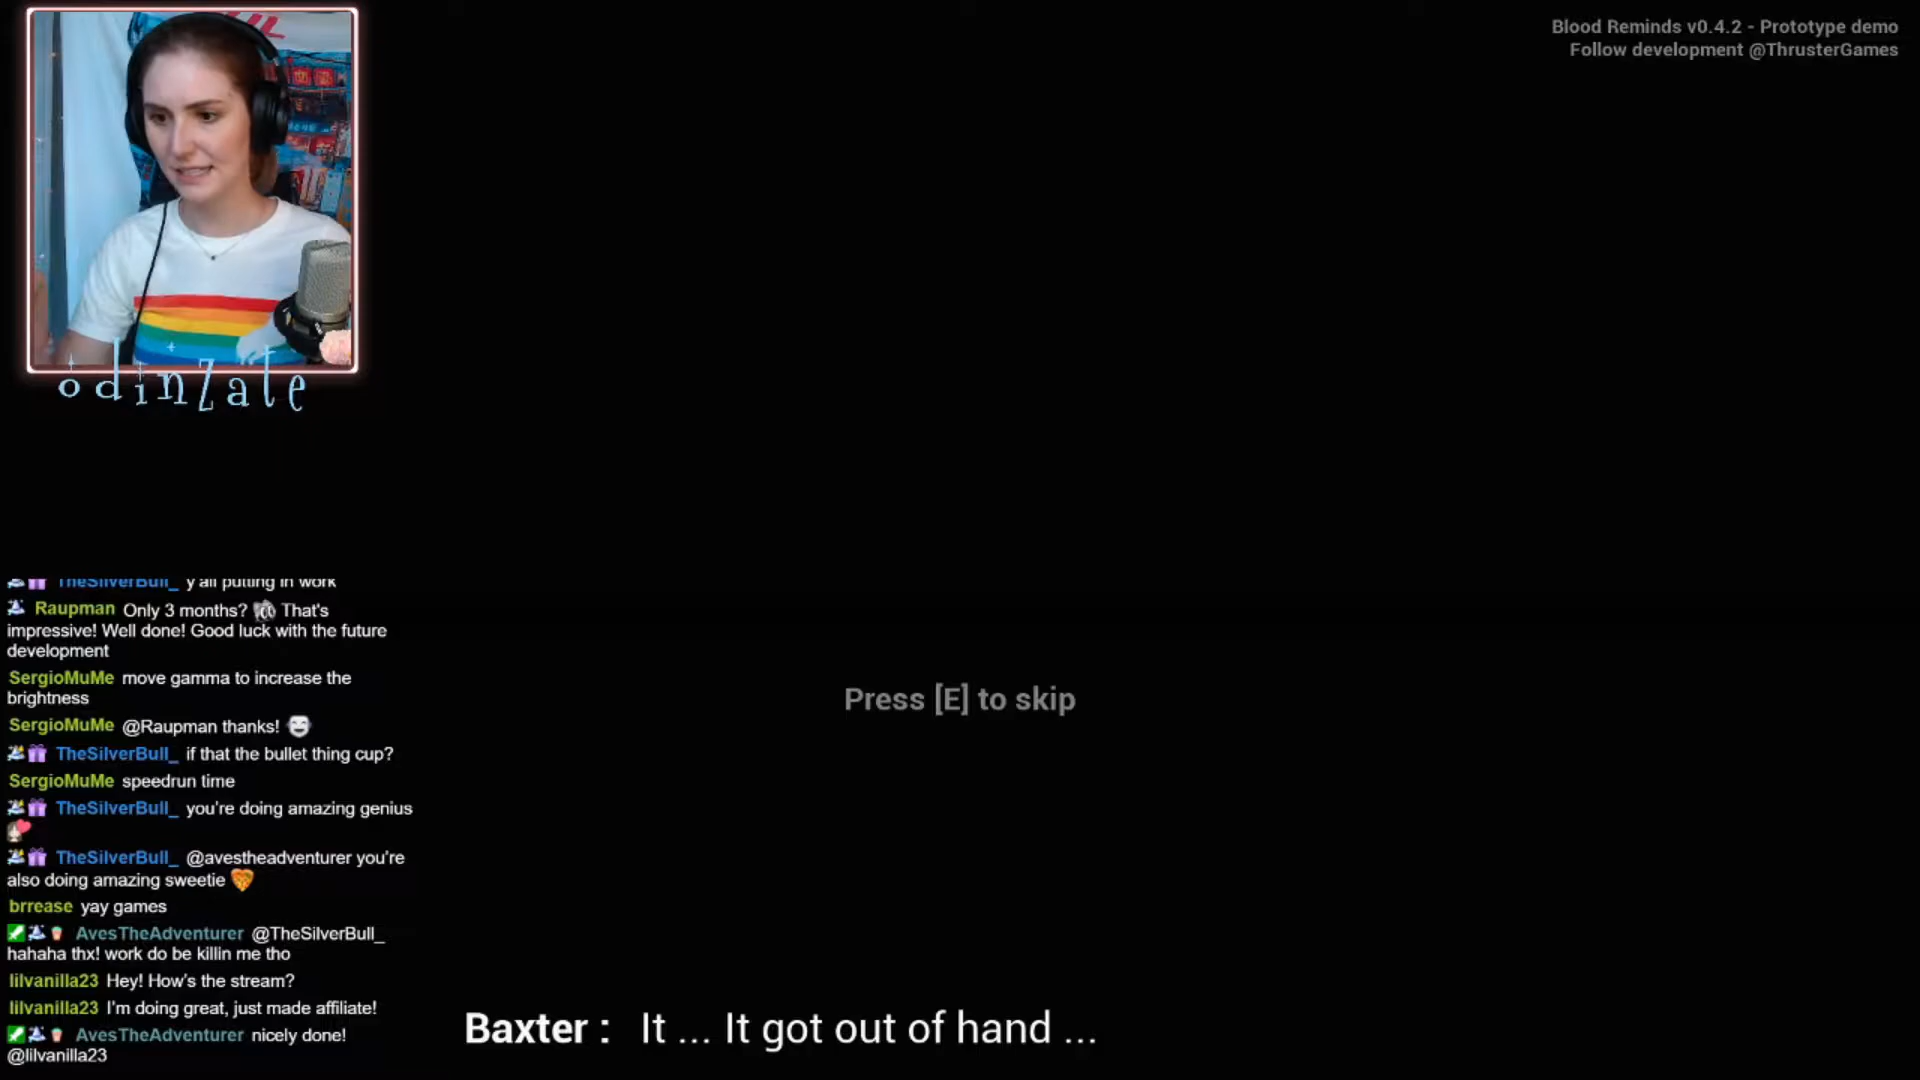 Blood Reminds v0.4.2 - Prototype demo
Follow development @ThrusterGames
odinzate
TheSilverBull_ y'all putting in work
Raupman Only 3 months? That's
impressive! Well done! Good luck with the future
development
SergioMuMe move gamma to increase the
brightness
SergioMuMe @Raupman thanks!
TheSilverBull_ if that the bullet thing cup?
SergioMuMe speedrun time
TheSilverBull_ you're doing amazing genius
TheSilverBull_ @avestheadventurer you're
also doing amazing sweetie
brrease yay games
AvesTheAdventurer @TheSilverBull_
hahaha thx! work do be killin me tho
lilvanilla23 Hey! How's the stream?
lilvanilla23 I'm doing great, just made affiliate!
AvesTheAdventurer nicely done!
@lilvanilla23
Press [E] to skip
Baxter : It ... It got out of hand ...